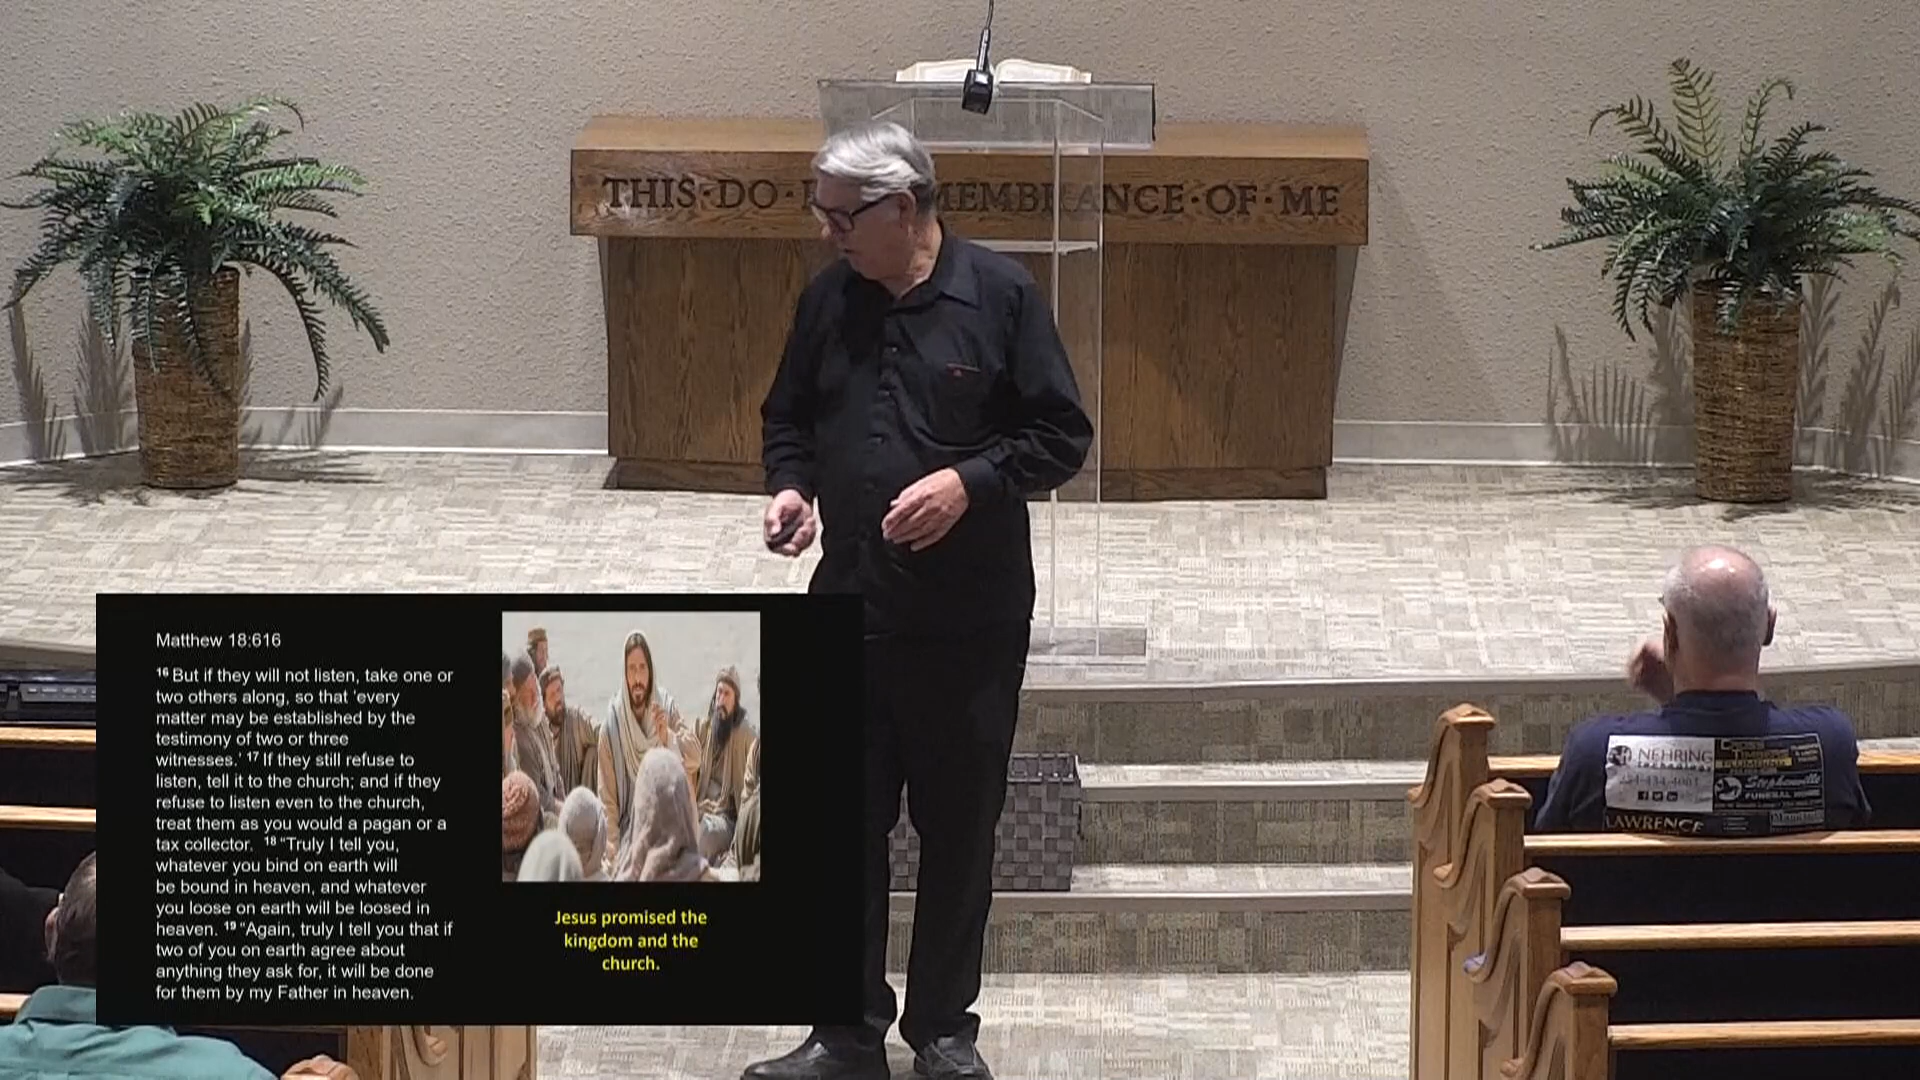 THIS·DO· MEMBRANCE·OF·ME
Matthew 18:616
16 But if they will not listen, take one or
two others along, so that ‘every
matter may be established by the
testimony of two or three
witnesses.’ 17 If they still refuse to
listen, tell it to the church; and if they
refuse to listen even to the church,
treat them as you would a pagan or a
tax collector. 18 “Truly I tell you,
whatever you bind on earth will
be bound in heaven, and whatever
you loose on earth will be loosed in
heaven. 19 “Again, truly I tell you that if
two of you on earth agree about
anything they ask for, it will be done
for them by my Father in heaven.
Jesus promised the
kingdom and the
church.
NEHRING
PLUMBING
Stephenville
FUNERAL HOME
LAWRENCE